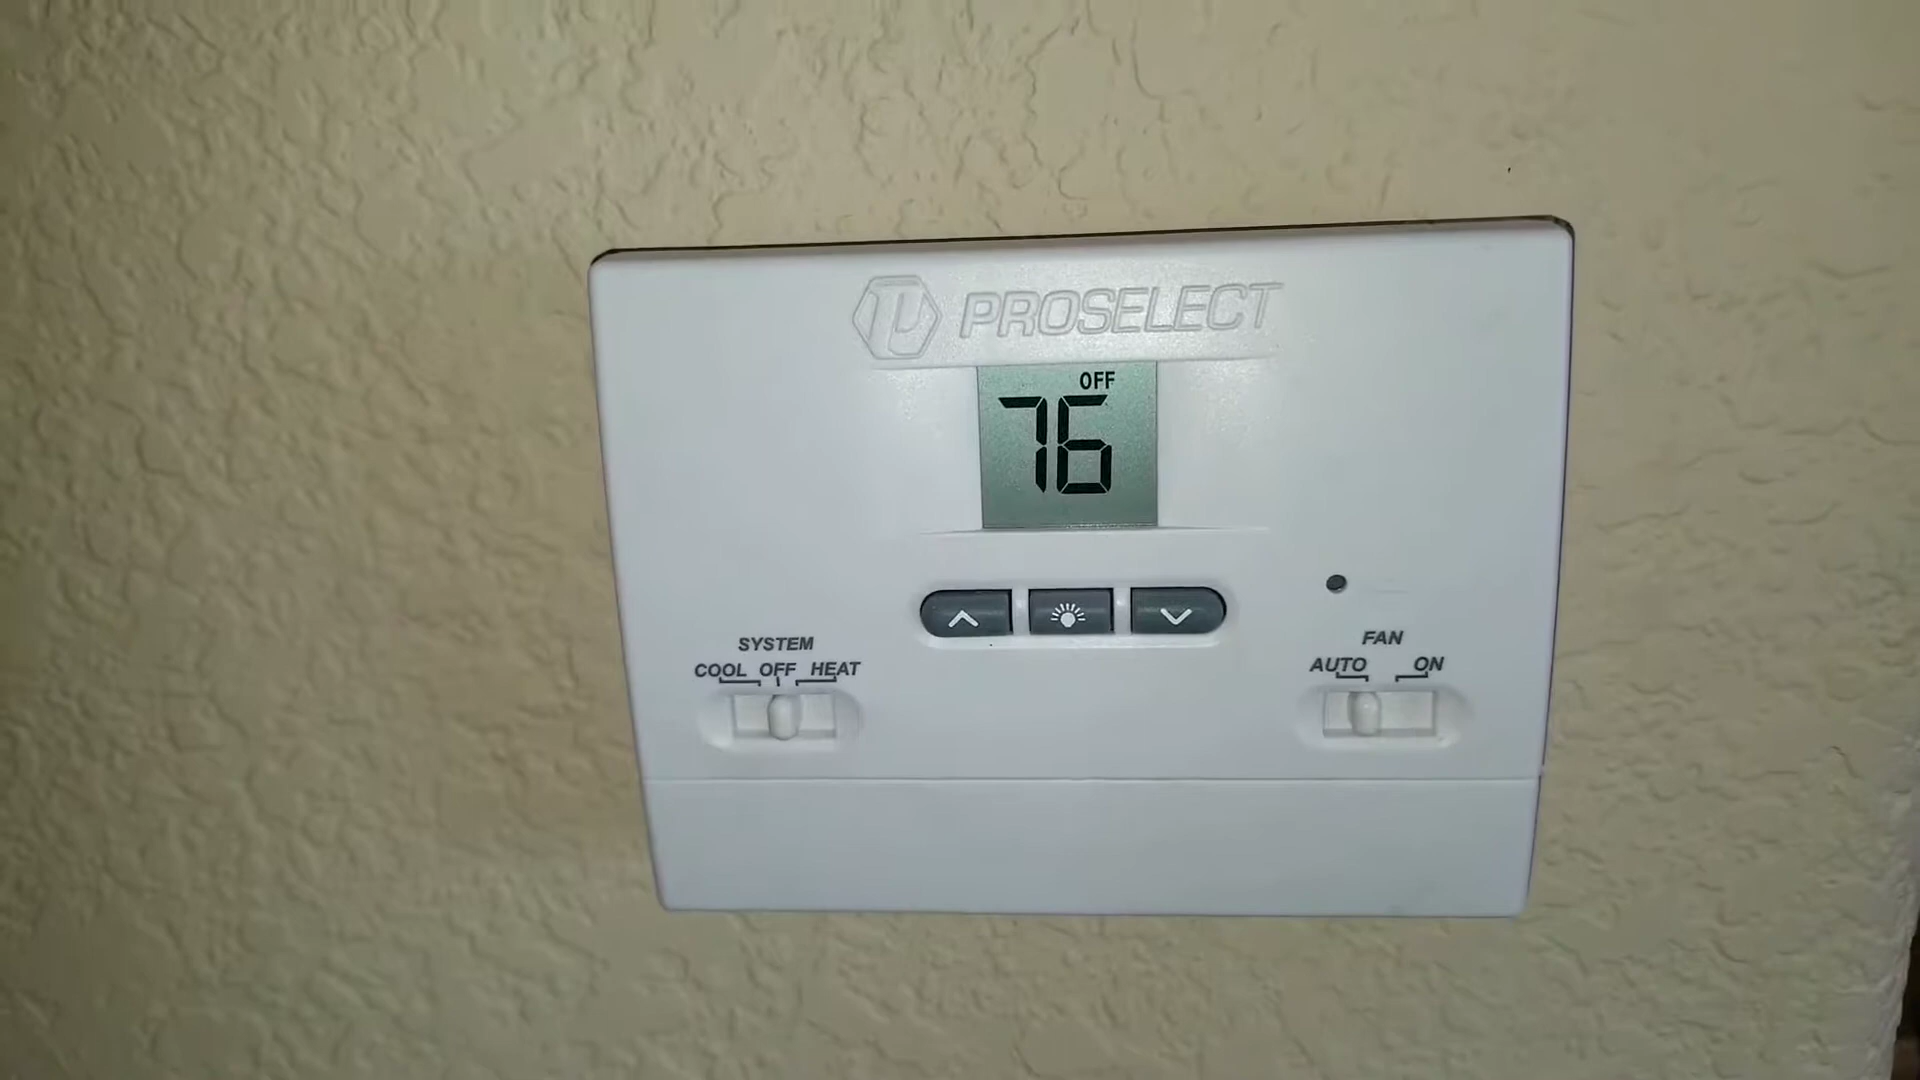 PROSELECT
OFF
76
SYSTEM
COOL OFF HEAT
FAN
AUTO ON